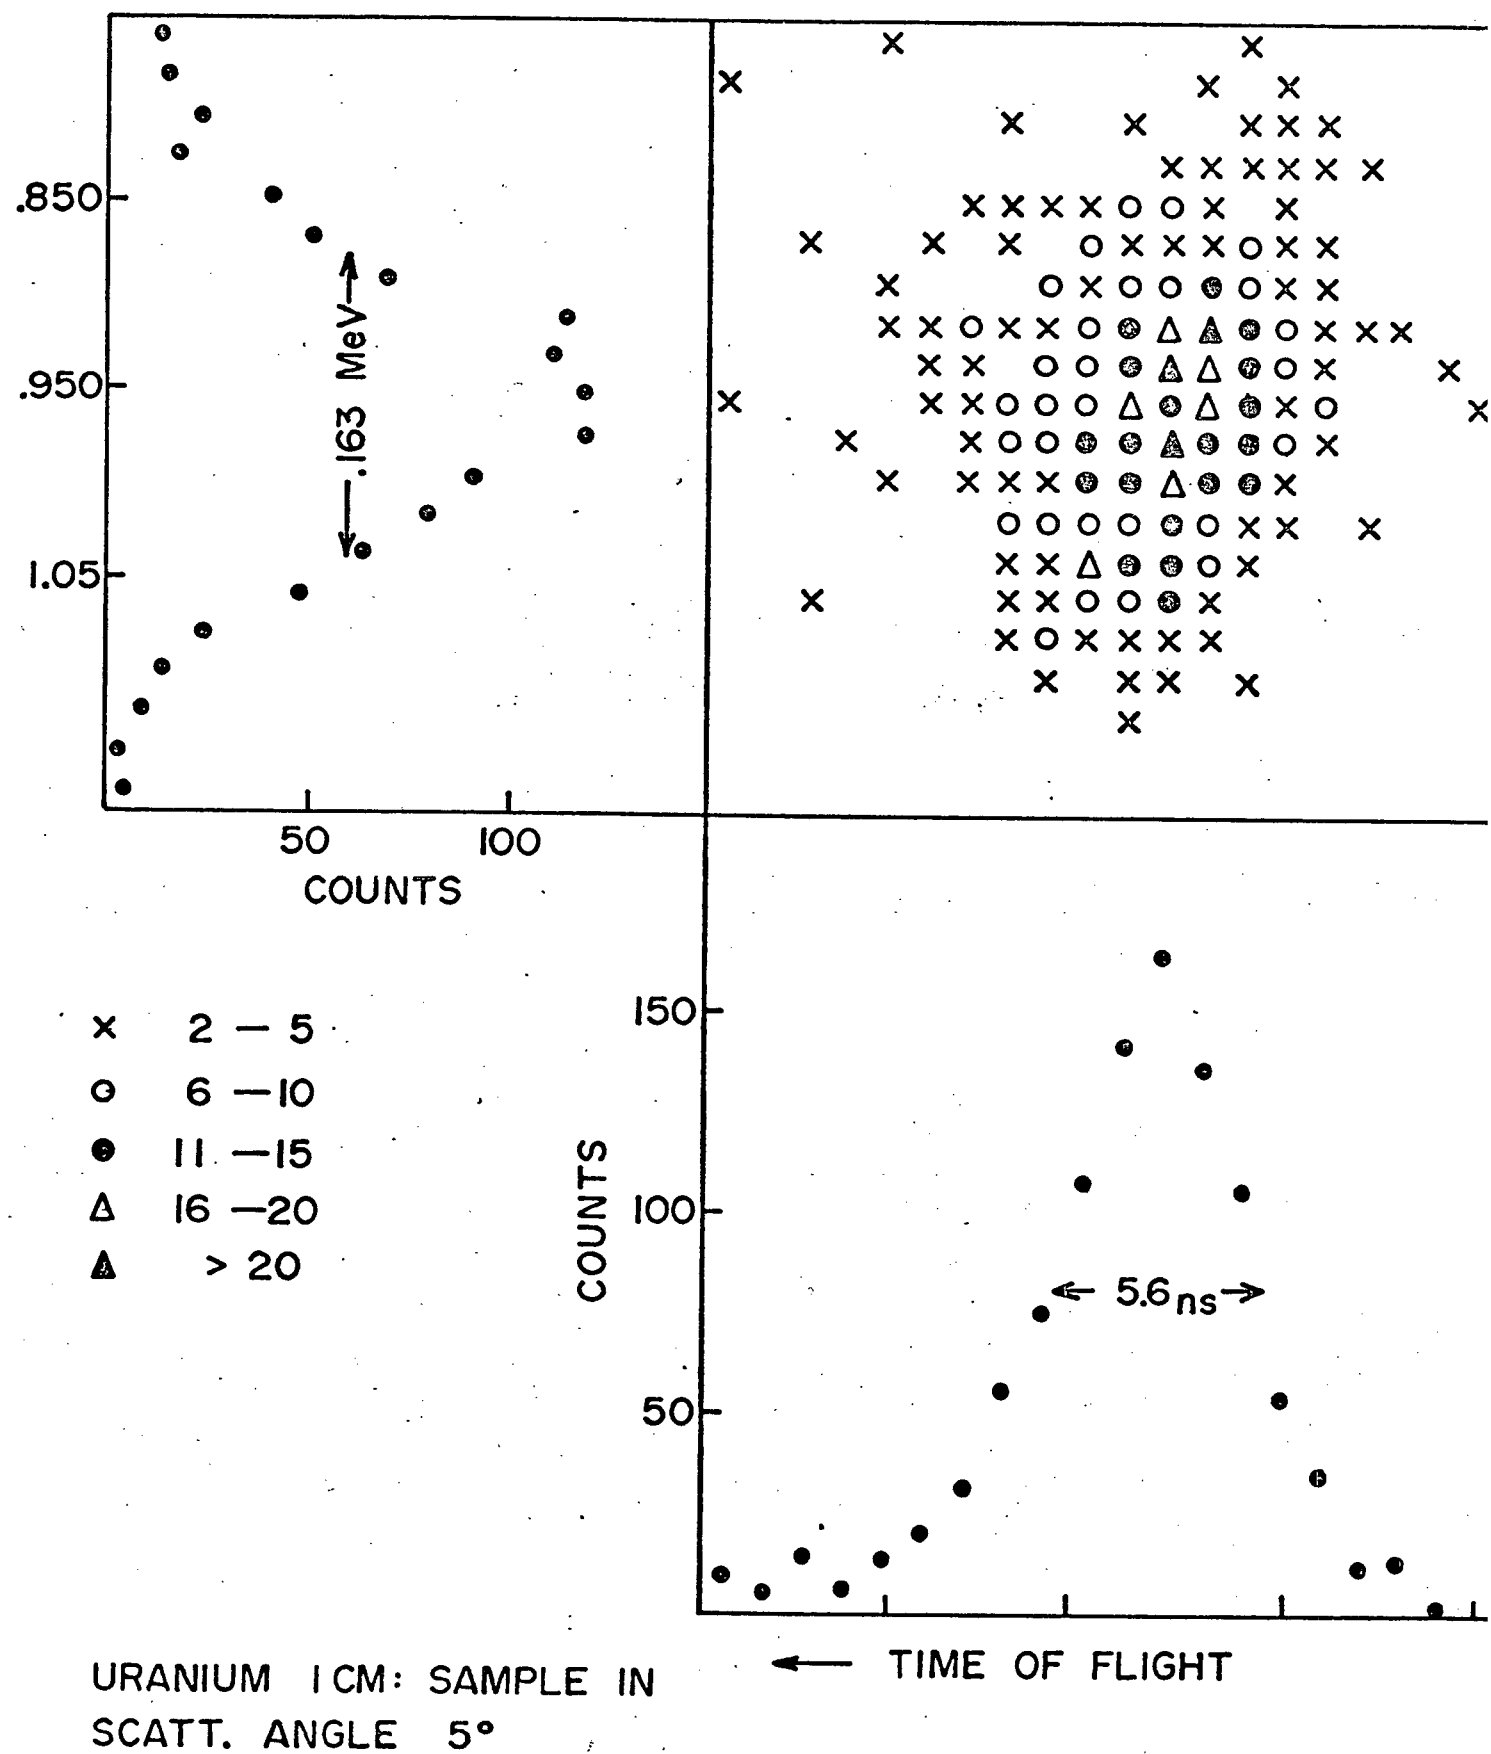 .850
.950
1.05
.163 MeV
50 100
COUNTS
× 2 — 5
○ 6 — 10
● 11 — 15
△ 16 — 20
▲ > 20
150
100
50
COUNTS
5.6 ns
← TIME OF FLIGHT
URANIUM 1 CM: SAMPLE IN
SCATT. ANGLE 5°